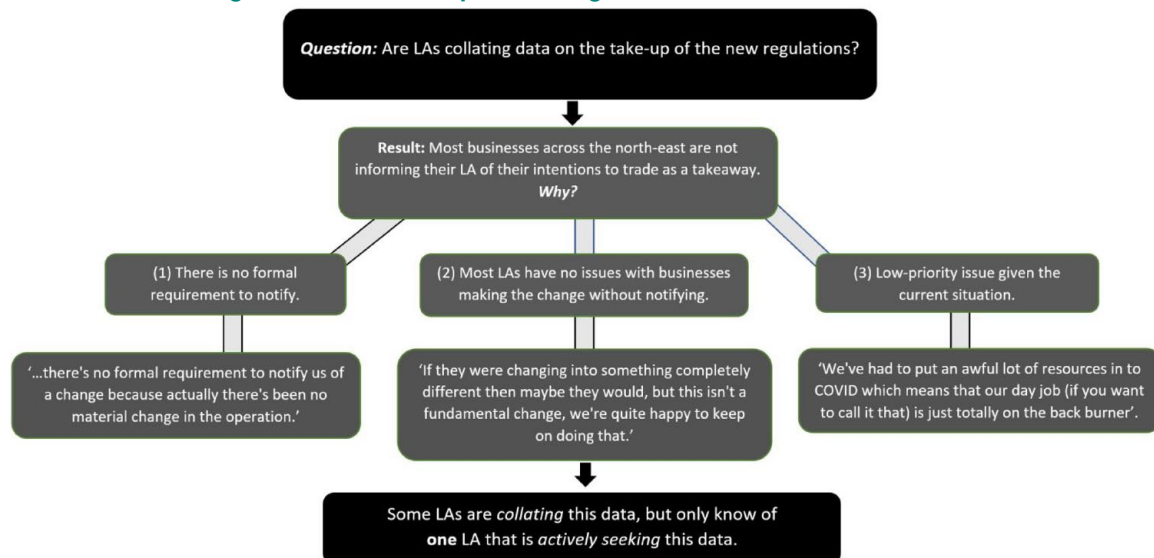 Question: Are LAs collating data on the take-up of the new regulations?
Result: Most businesses across the north-east are not
informing their LA of their intentions to trade as a takeaway.
Why?
(1) There is no formal
requirement to notify.
(2) Most LAs have no issues with businesses
making the change without notifying.
(3) Low-priority issue given the
current situation.
‘...there's no formal requirement to notify us of
a change because actually there's been no
material change in the operation.’
‘If they were changing into something completely
different then maybe they would, but this isn't a
fundamental change, we're quite happy to keep
on doing that.’
‘We've had to put an awful lot of resources in to
COVID which means that our day job (if you want
to call it that) is just totally on the back burner’.
Some LAs are collating this data, but only know of
one LA that is actively seeking this data.